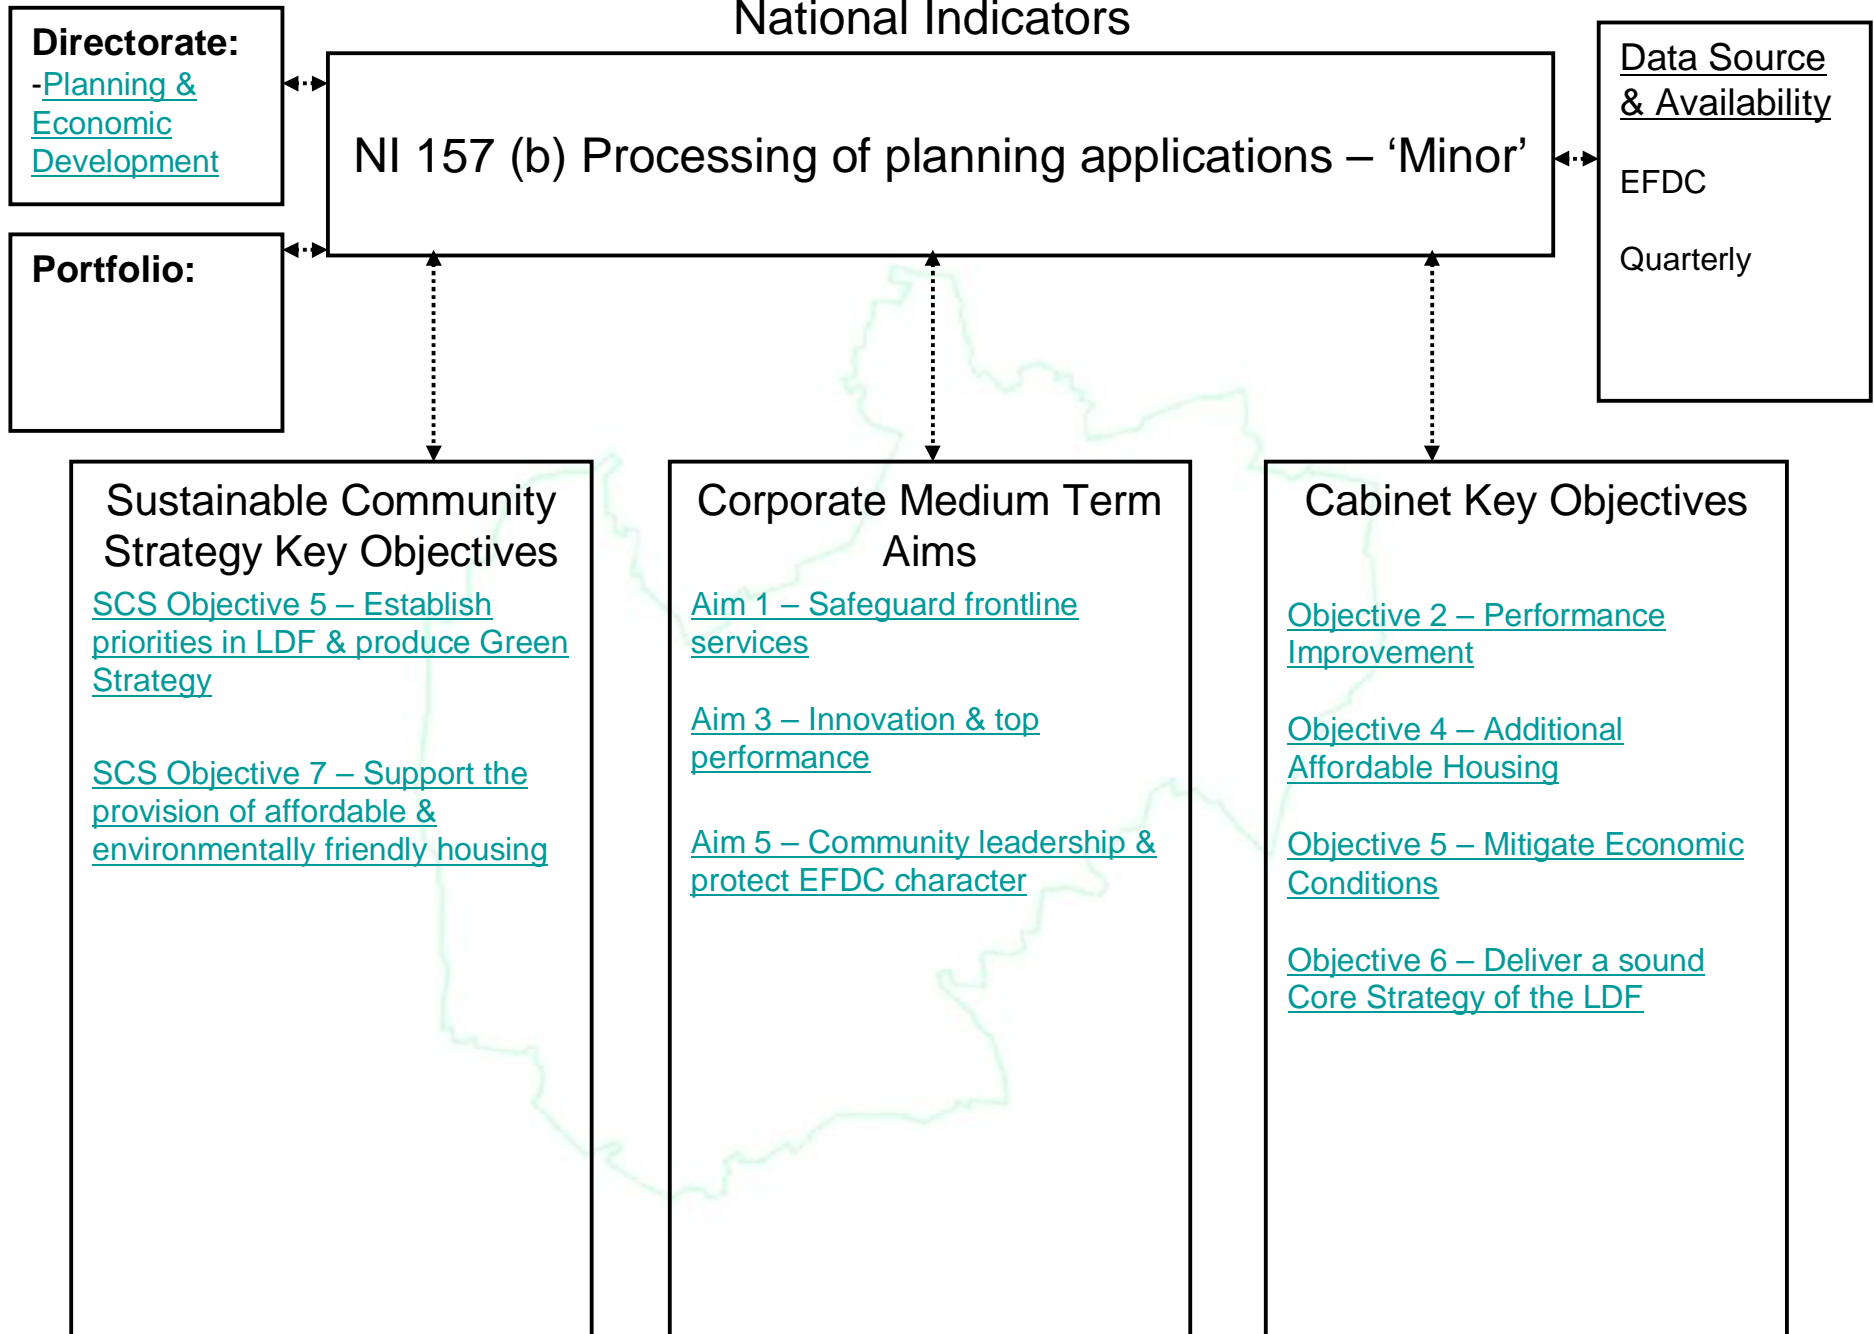 National Indicators
Directorate:
-Planning &
Economic
Development
NI 157 (b) Processing of planning applications – ‘Minor’
Data Source
& Availability
EFDC
Quarterly
Portfolio:
Sustainable Community
Strategy Key Objectives
SCS Objective 5 – Establish
priorities in LDF & produce Green
Strategy
SCS Objective 7 – Support the
provision of affordable &
environmentally friendly housing
Corporate Medium Term
Aims
Aim 1 – Safeguard frontline
services
Aim 3 – Innovation & top
performance
Aim 5 – Community leadership &
protect EFDC character
Cabinet Key Objectives
Objective 2 – Performance
Improvement
Objective 4 – Additional
Affordable Housing
Objective 5 – Mitigate Economic
Conditions
Objective 6 – Deliver a sound
Core Strategy of the LDF